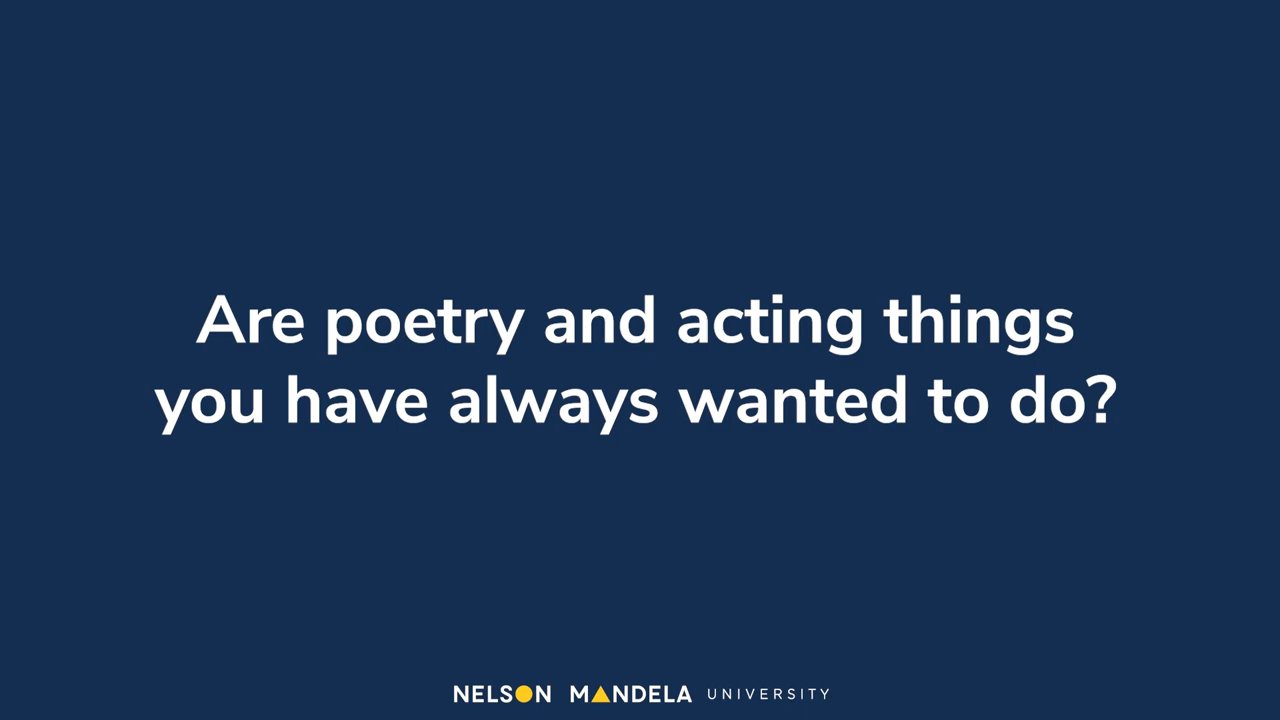 Are poetry and acting things
you have always wanted to do?
NELSON MANDELA UNIVERSITY